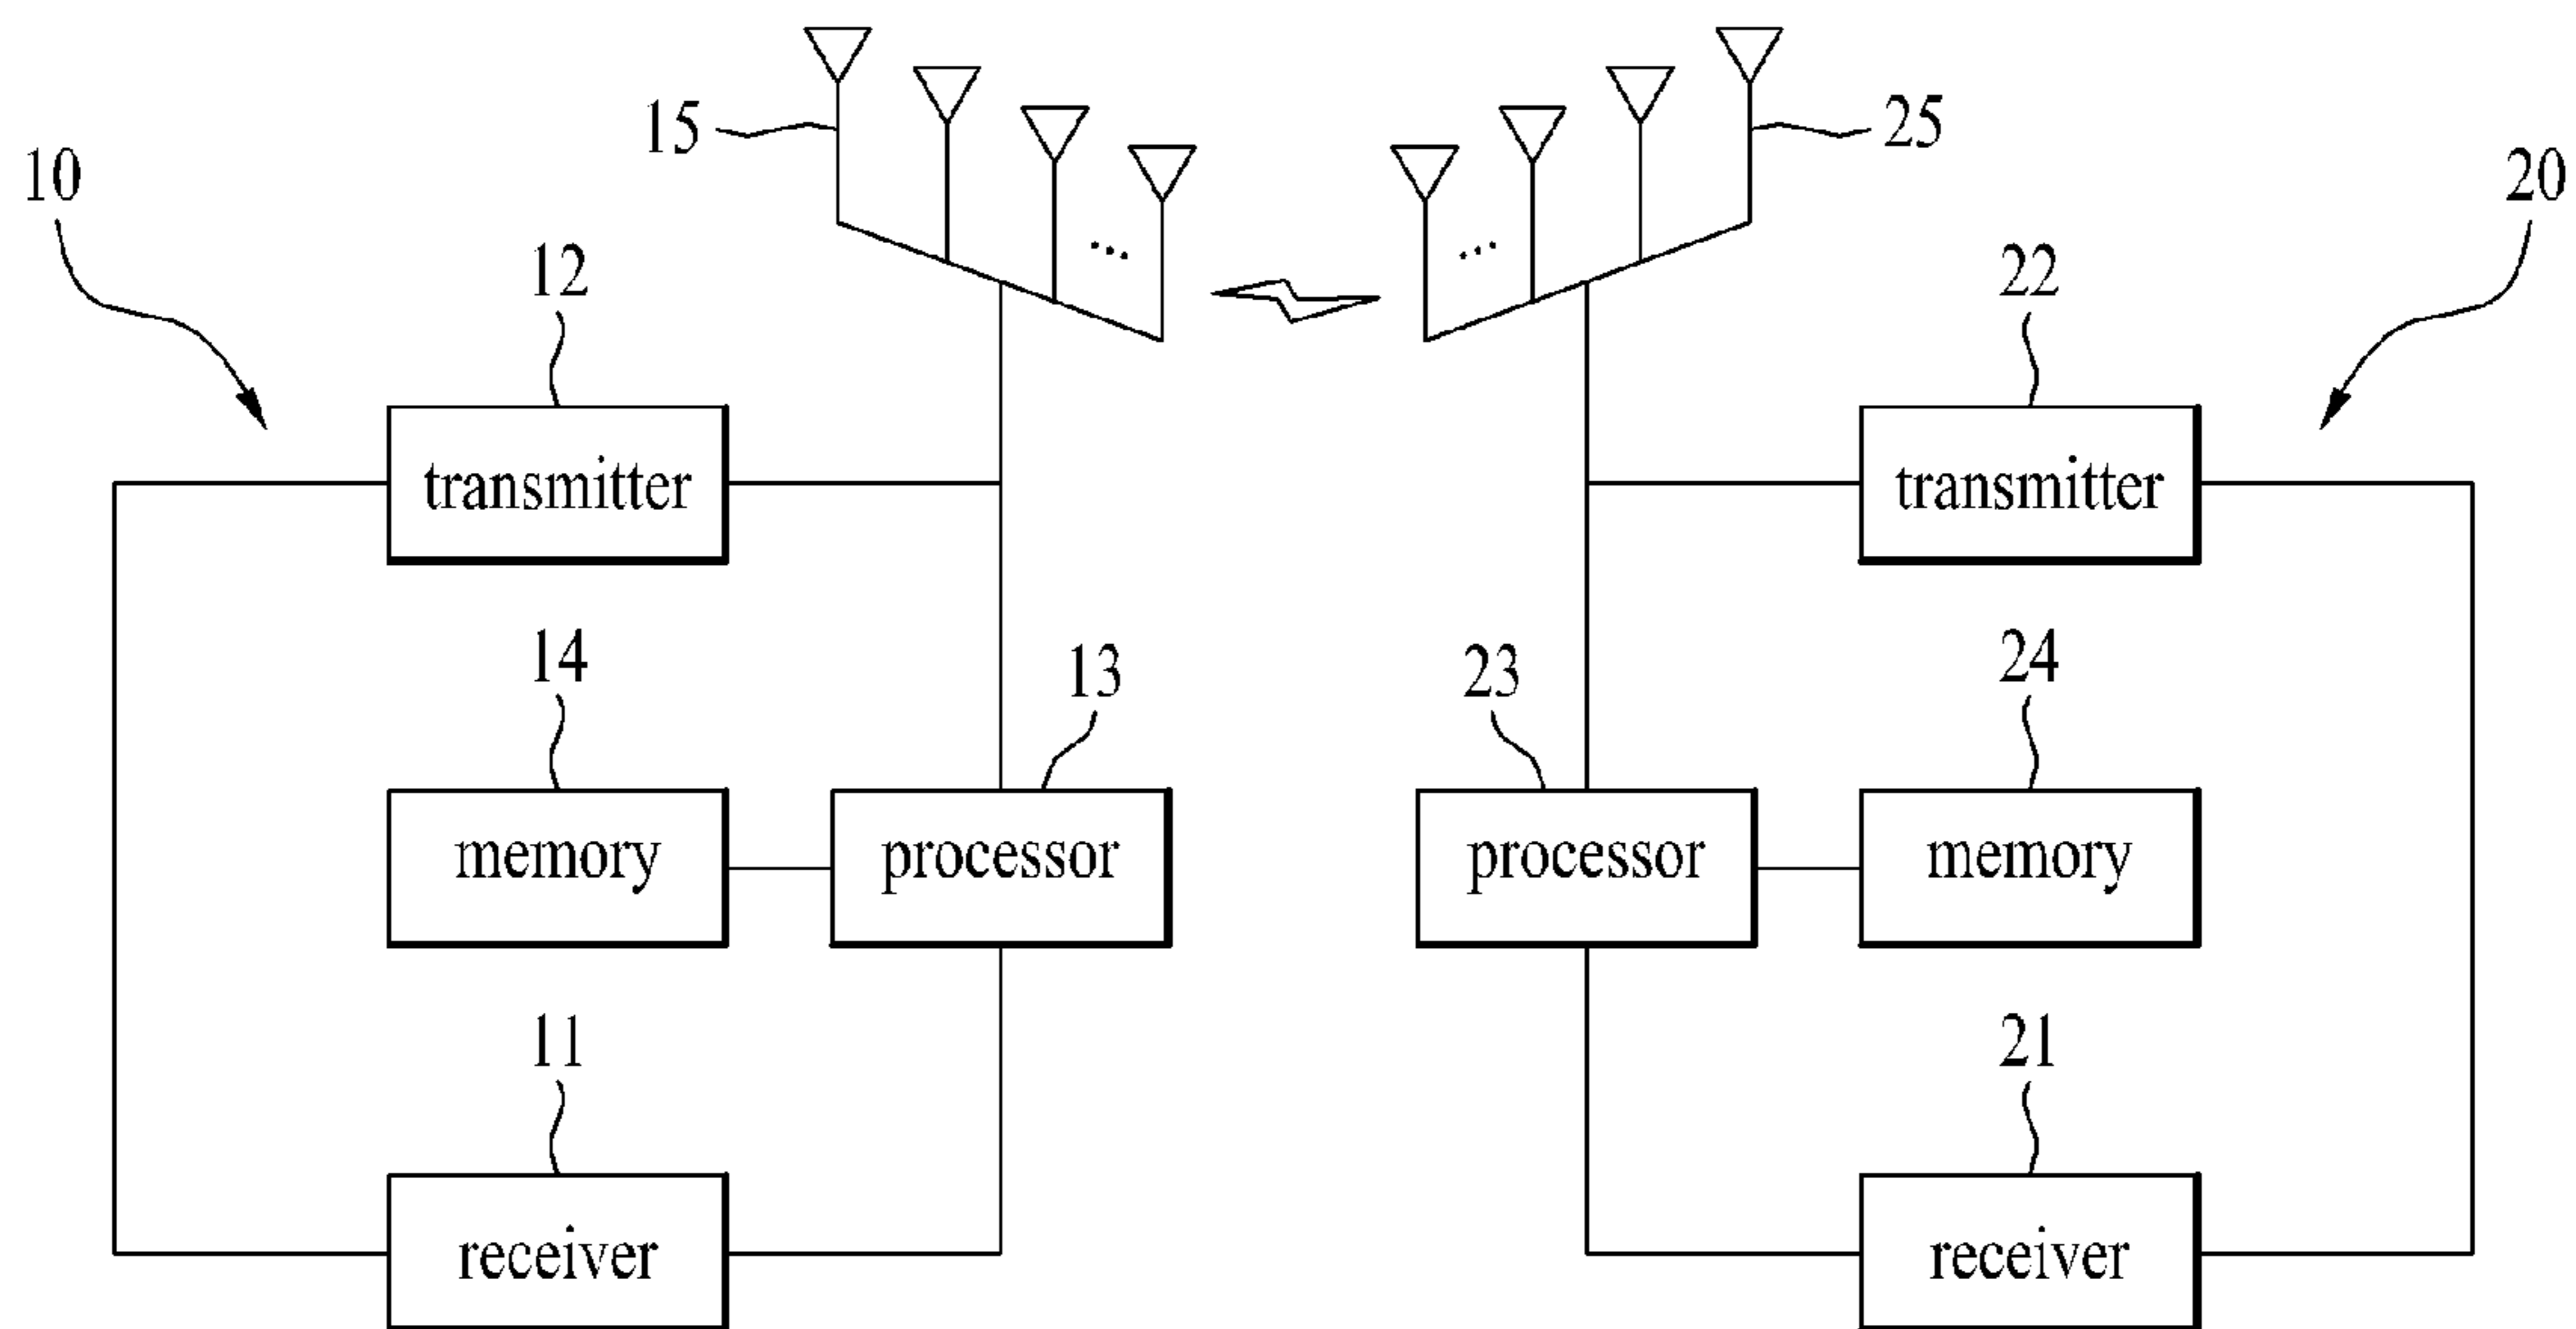 15
25
10
20
12
22
transmitter
transmitter
14
13
23
24
memory
processor
processor
memory
11
21
receiver
receiver